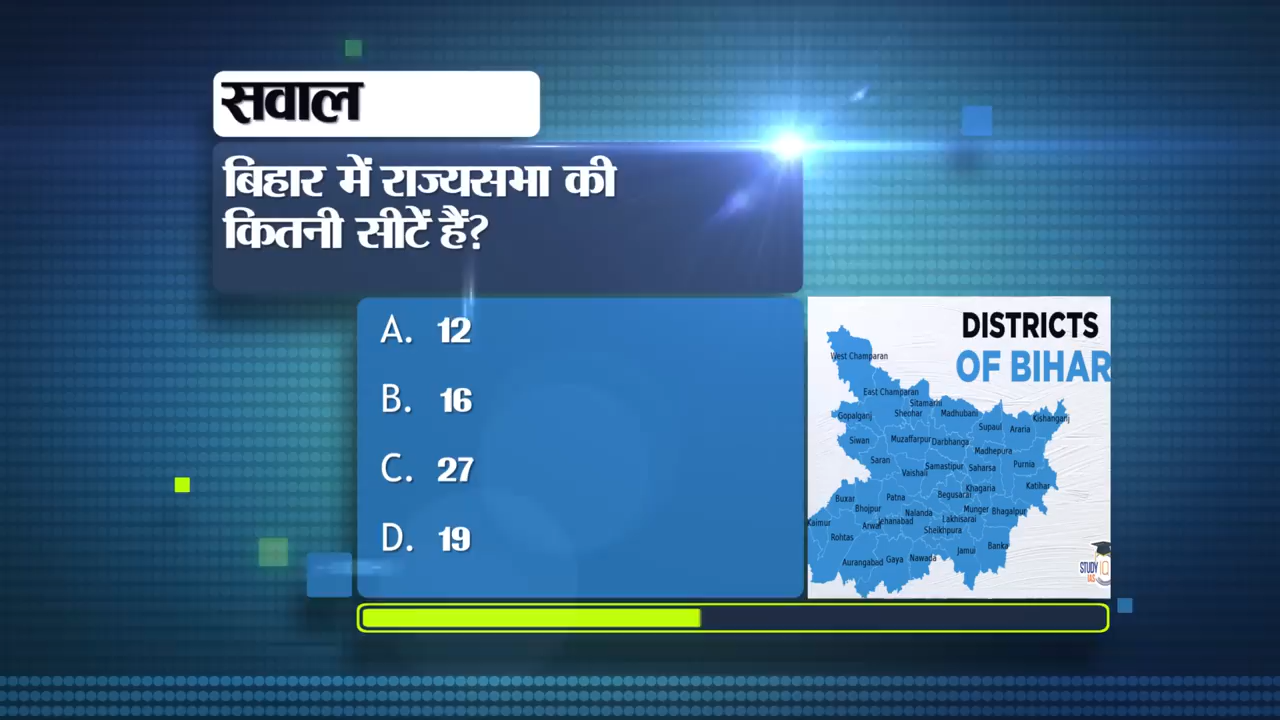 सवाल
बिहार में राज्यसभा की
कितनी सीटें हैं?
A. 12
B. 16
C. 27
D. 19
DISTRICTS
OF BIHAR
West Champaran
East Champaran
Sitamarhi
Gopalganj
Sheohar
Madhubani
Kishanganj
Supaul
Araria
Siwan
Muzaffarpur
Darbhanga
Madhepura
Saran
Vaishali
Samastipur
Saharsa
Purnia
Khagaria
Katihar
Buxar
Patna
Begusarai
Bhojpur
Nalanda
Munger
Bhagalpur
Kaimur
Arwal
Jehanabad
Lakhisarai
Rohtas
Sheikhpura
Jamui
Banka
Aurangabad
Gaya
Nawada
STUDY IQ
IAS